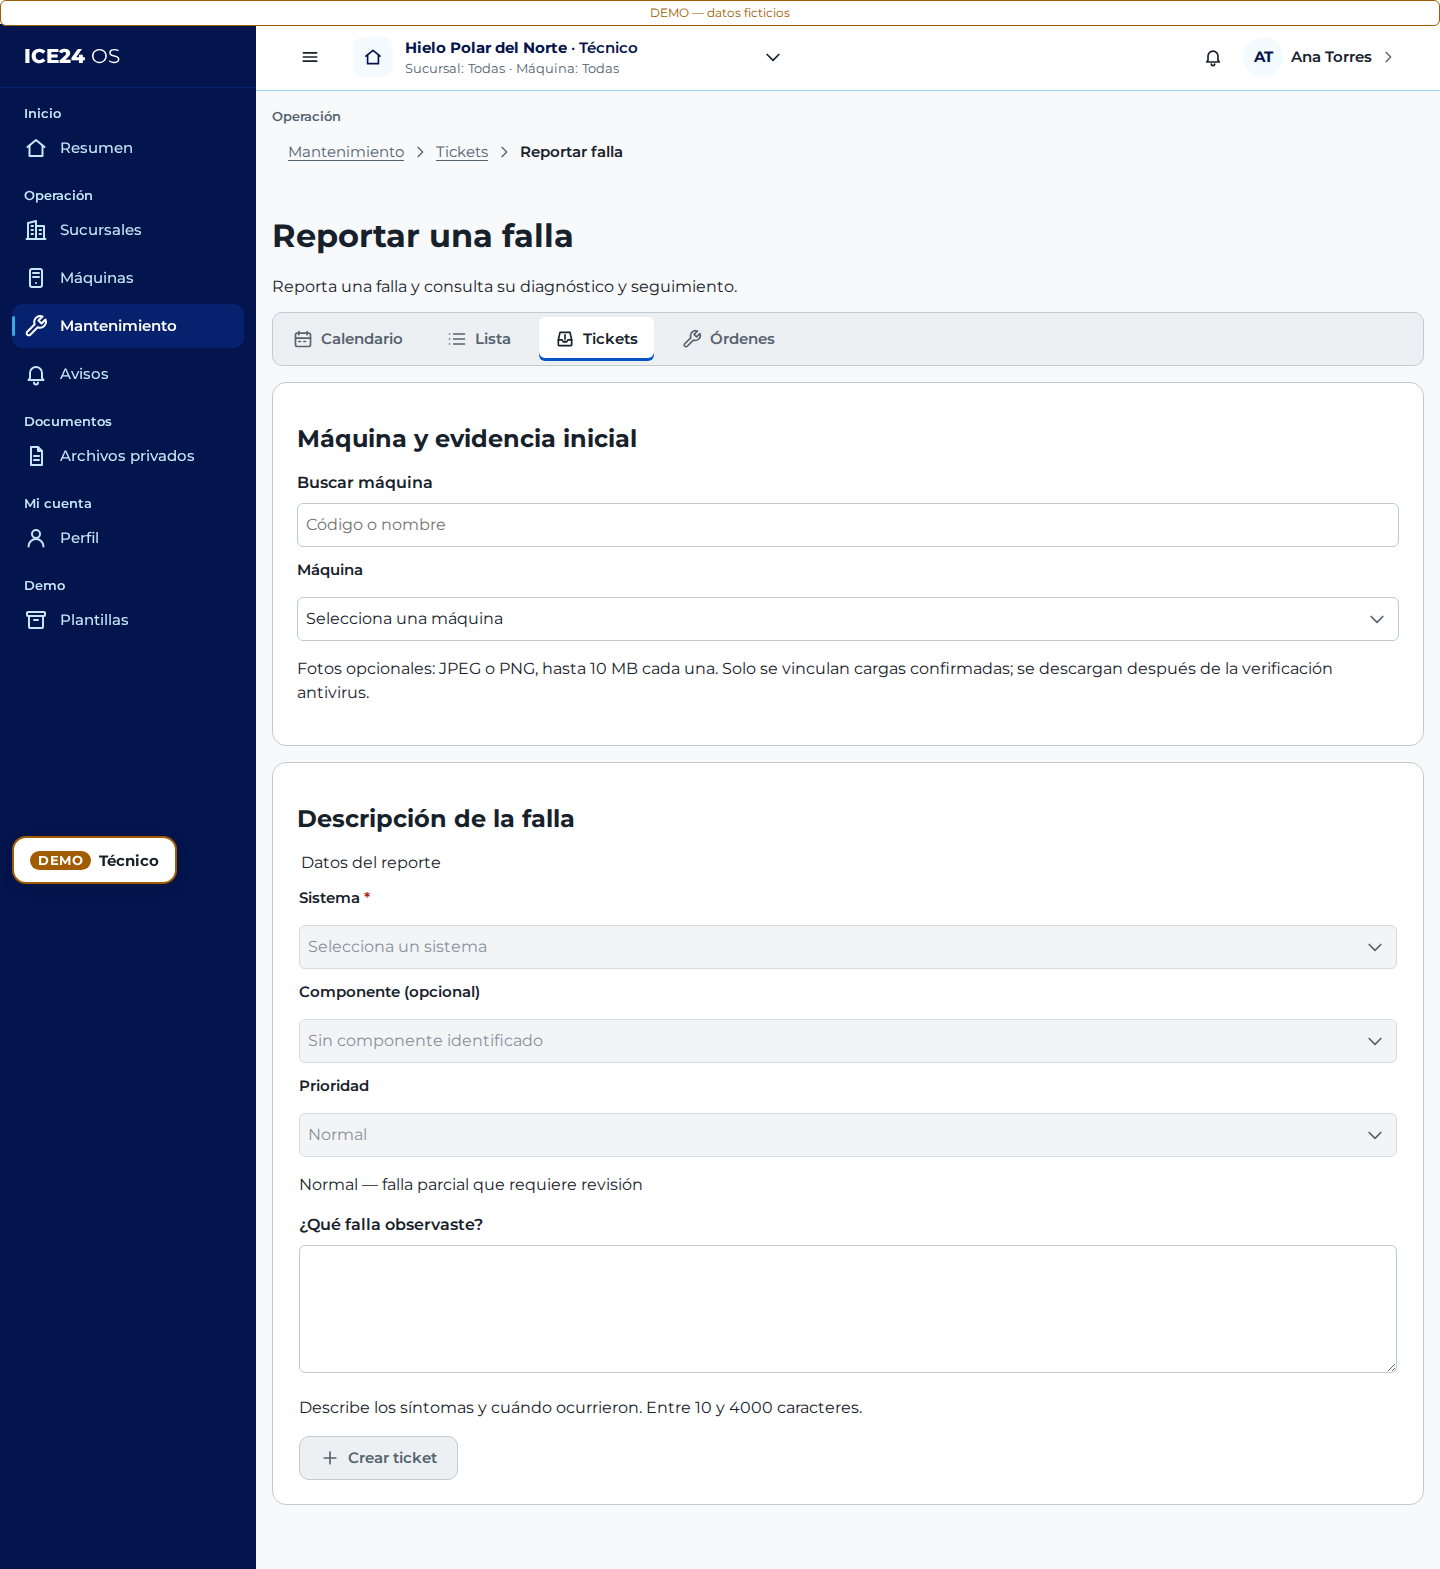 DEMO — datos ficticios
ICE24 OS
Inicio
Resumen
Operación
Sucursales
Máquinas
Mantenimiento
Avisos
Documentos
Archivos privados
Mi cuenta
Perfil
Demo
Plantillas
DEMO Técnico
Hielo Polar del Norte · Técnico
Sucursal: Todas · Máquina: Todas
AT Ana Torres
Operación
Mantenimiento > Tickets > Reportar falla
Reportar una falla
Reporta una falla y consulta su diagnóstico y seguimiento.
Calendario Lista Tickets Órdenes
Máquina y evidencia inicial
Buscar máquina
Código o nombre
Máquina
Selecciona una máquina
Fotos opcionales: JPEG o PNG, hasta 10 MB cada una. Solo se vinculan cargas confirmadas; se descargan después de la verificación
antivirus.
Descripción de la falla
Datos del reporte
Sistema *
Selecciona un sistema
Componente (opcional)
Sin componente identificado
Prioridad
Normal
Normal — falla parcial que requiere revisión
¿Qué falla observaste?
Describe los síntomas y cuándo ocurrieron. Entre 10 y 4000 caracteres.
+ Crear ticket